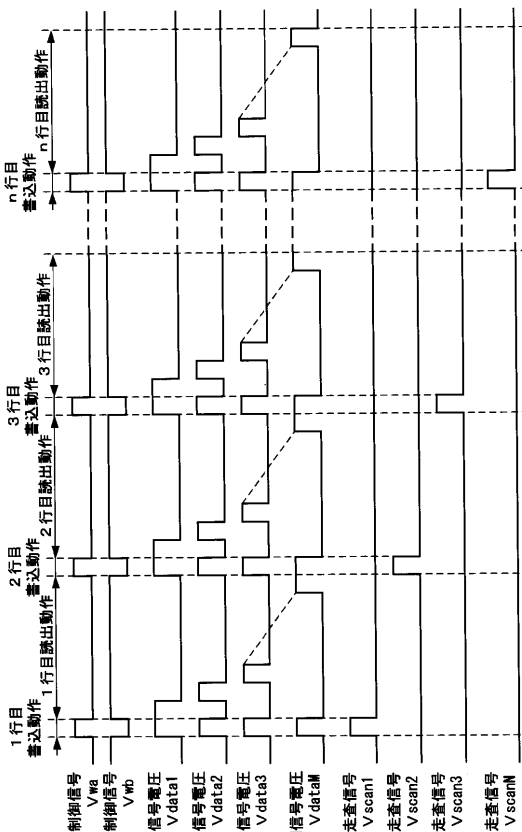 1行目
書込動作
1行目読出動作
2行目
書込動作
2行目読出動作
3行目
書込動作
3行目読出動作
n行目
書込動作
n行目読出動作
制御信号
Vwa
制御信号
Vwb
信号電圧
Vdata1
信号電圧
Vdata2
信号電圧
Vdata3
信号電圧
VdataM
走査信号
Vscan1
走査信号
Vscan2
走査信号
Vscan3
走査信号
VscanN